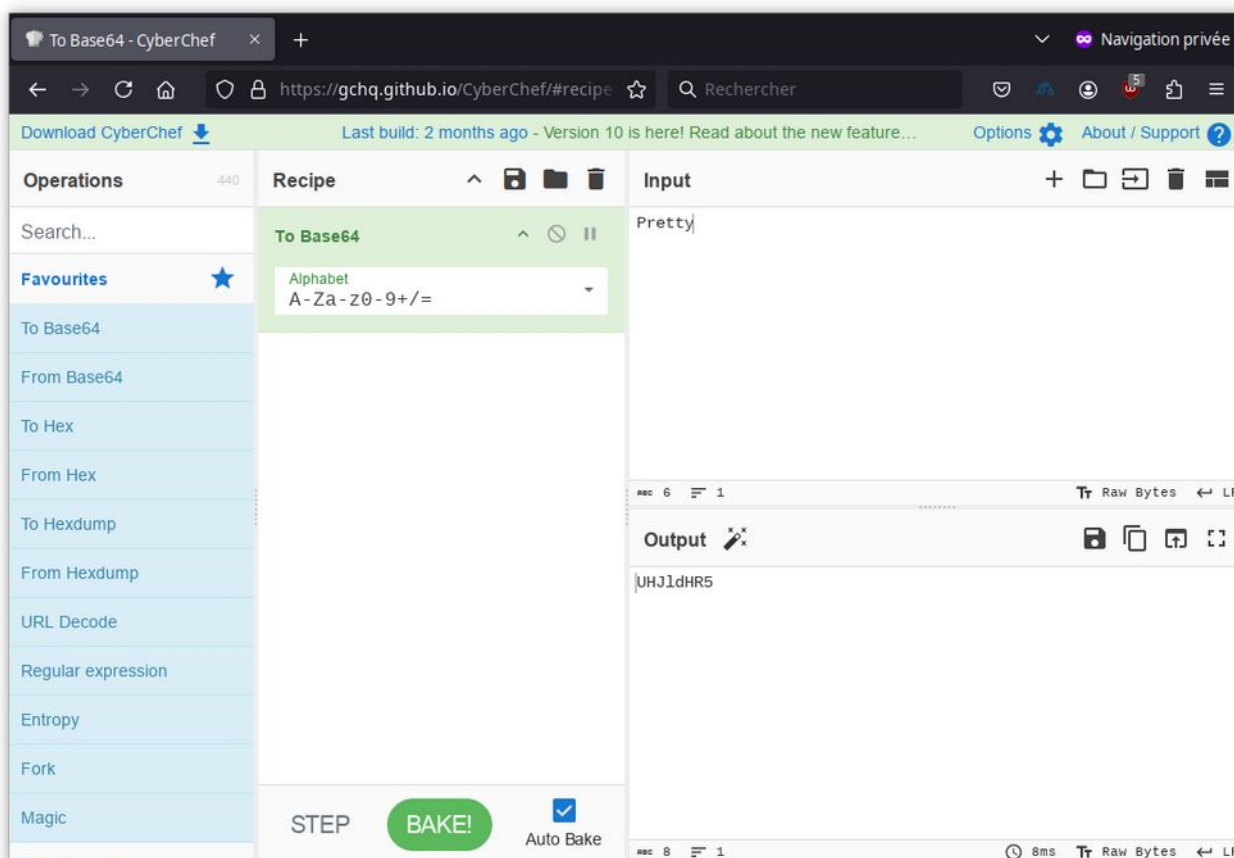 To Base64 - CyberChef
Navigation privée
https://gchq.github.io/CyberChef/#recipe
Rechercher
5
Download CyberChef
Last build: 2 months ago - Version 10 is here! Read about the new feature…
Options
About / Support
Operations
440
Recipe
Input
Search...
To Base64
Pretty
Favourites
Alphabet
A-Za-z0-9+/=
To Base64
From Base64
To Hex
From Hex
6
1
Raw Bytes
LF
To Hexdump
Output
From Hexdump
UHJldHR5
URL Decode
Regular expression
Entropy
Fork
Magic
STEP
BAKE!
Auto Bake
8
1
8ms
Raw Bytes
LF